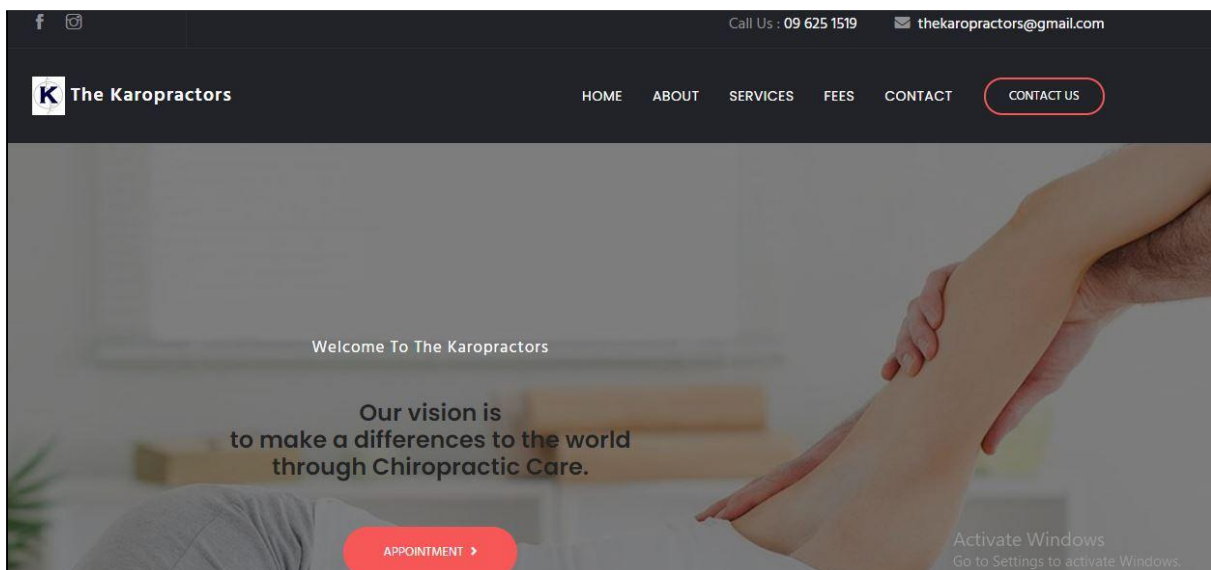 f
Call Us : 09 625 1519
thekaropractors@gmail.com
K The Karopractors
HOME ABOUT SERVICES FEES CONTACT CONTACT US
Welcome To The Karopractors
Our vision is
to make a differences to the world
through Chiropractic Care.
APPOINTMENT
Activate Windows
Go to Settings to activate Windows.